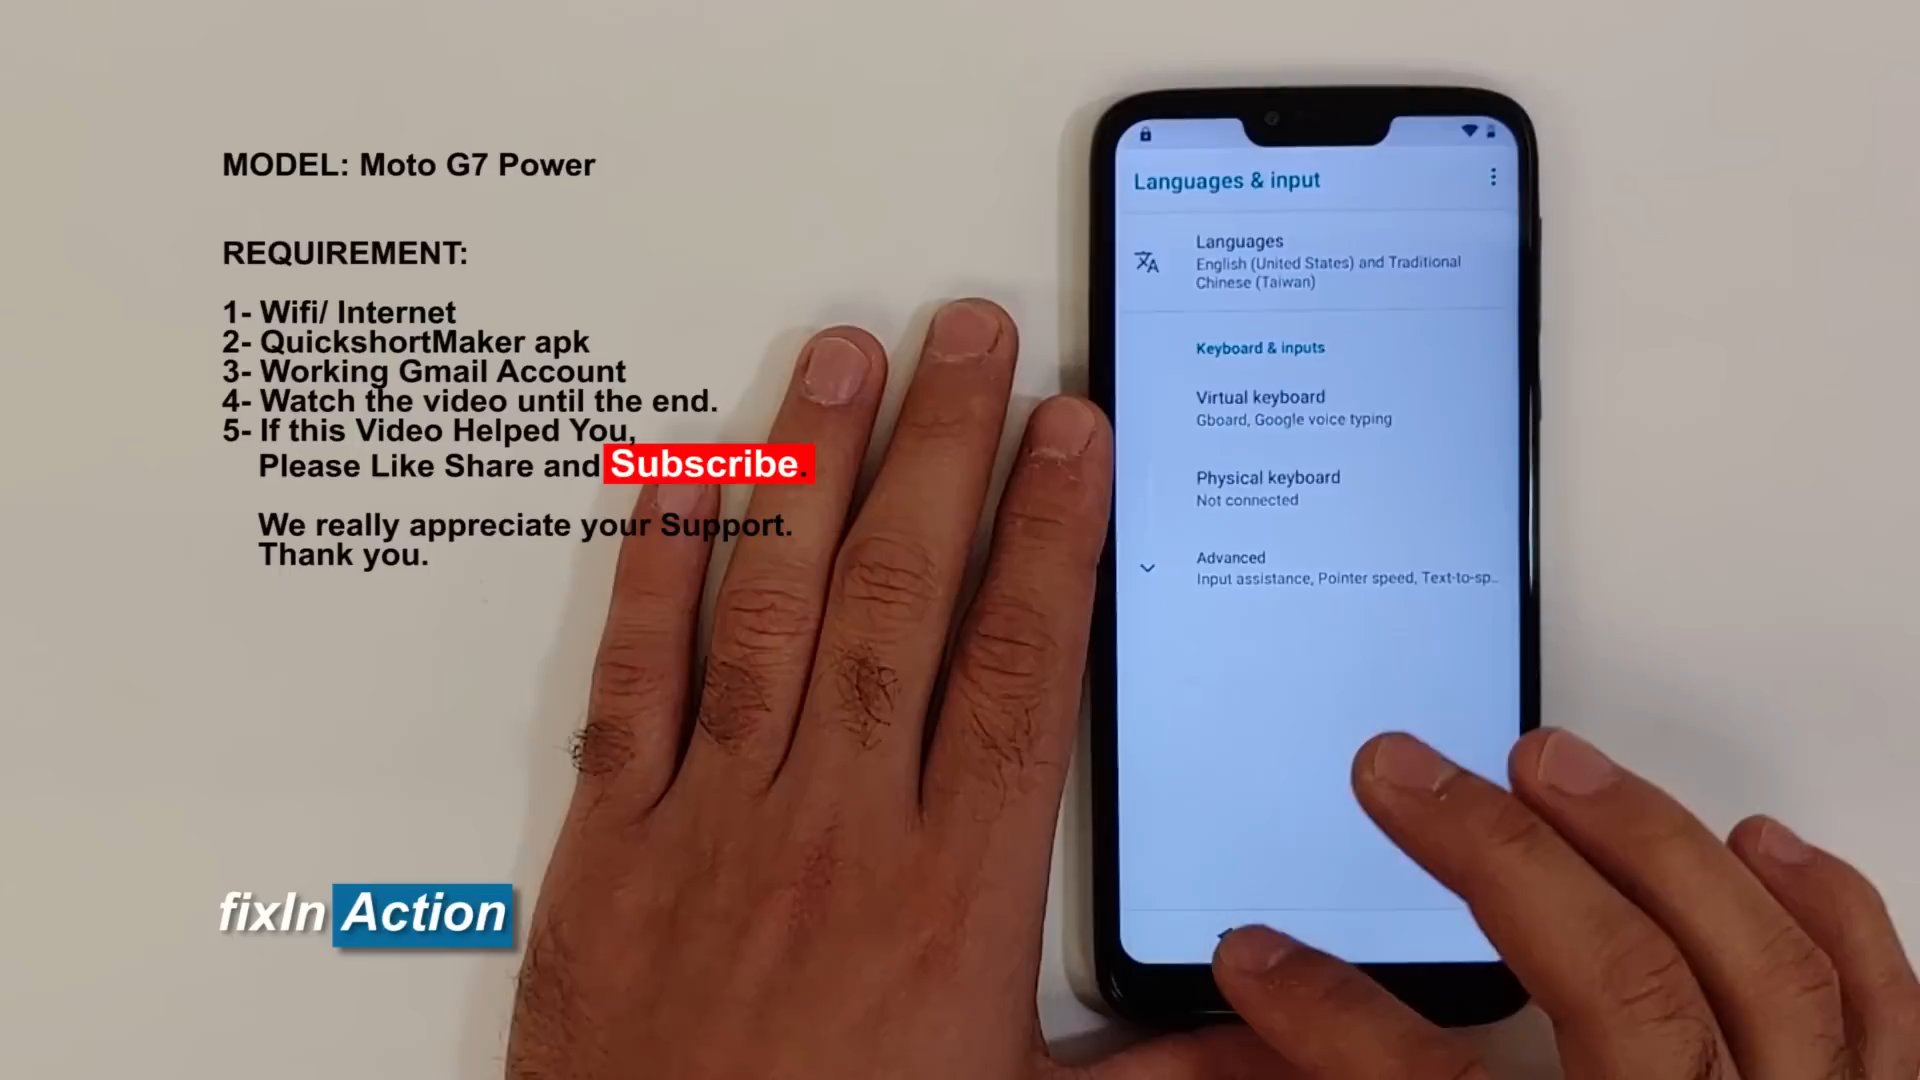 MODEL: Moto G7 Power
REQUIREMENT:
1- Wifi/ Internet
2- QuickshortMaker apk
3- Working Gmail Account
4- Watch the video until the end.
5- If this Video Helped You,
Please Like Share and Subscribe.
We really appreciate your Support.
Thank you.
fixIn Action
Languages & input
Languages
English (United States) and Traditional
Chinese (Taiwan)
Keyboard & inputs
Virtual keyboard
Gboard, Google voice typing
Physical keyboard
Not connected
Advanced
Input assistance, Pointer speed, Text-to-sp...